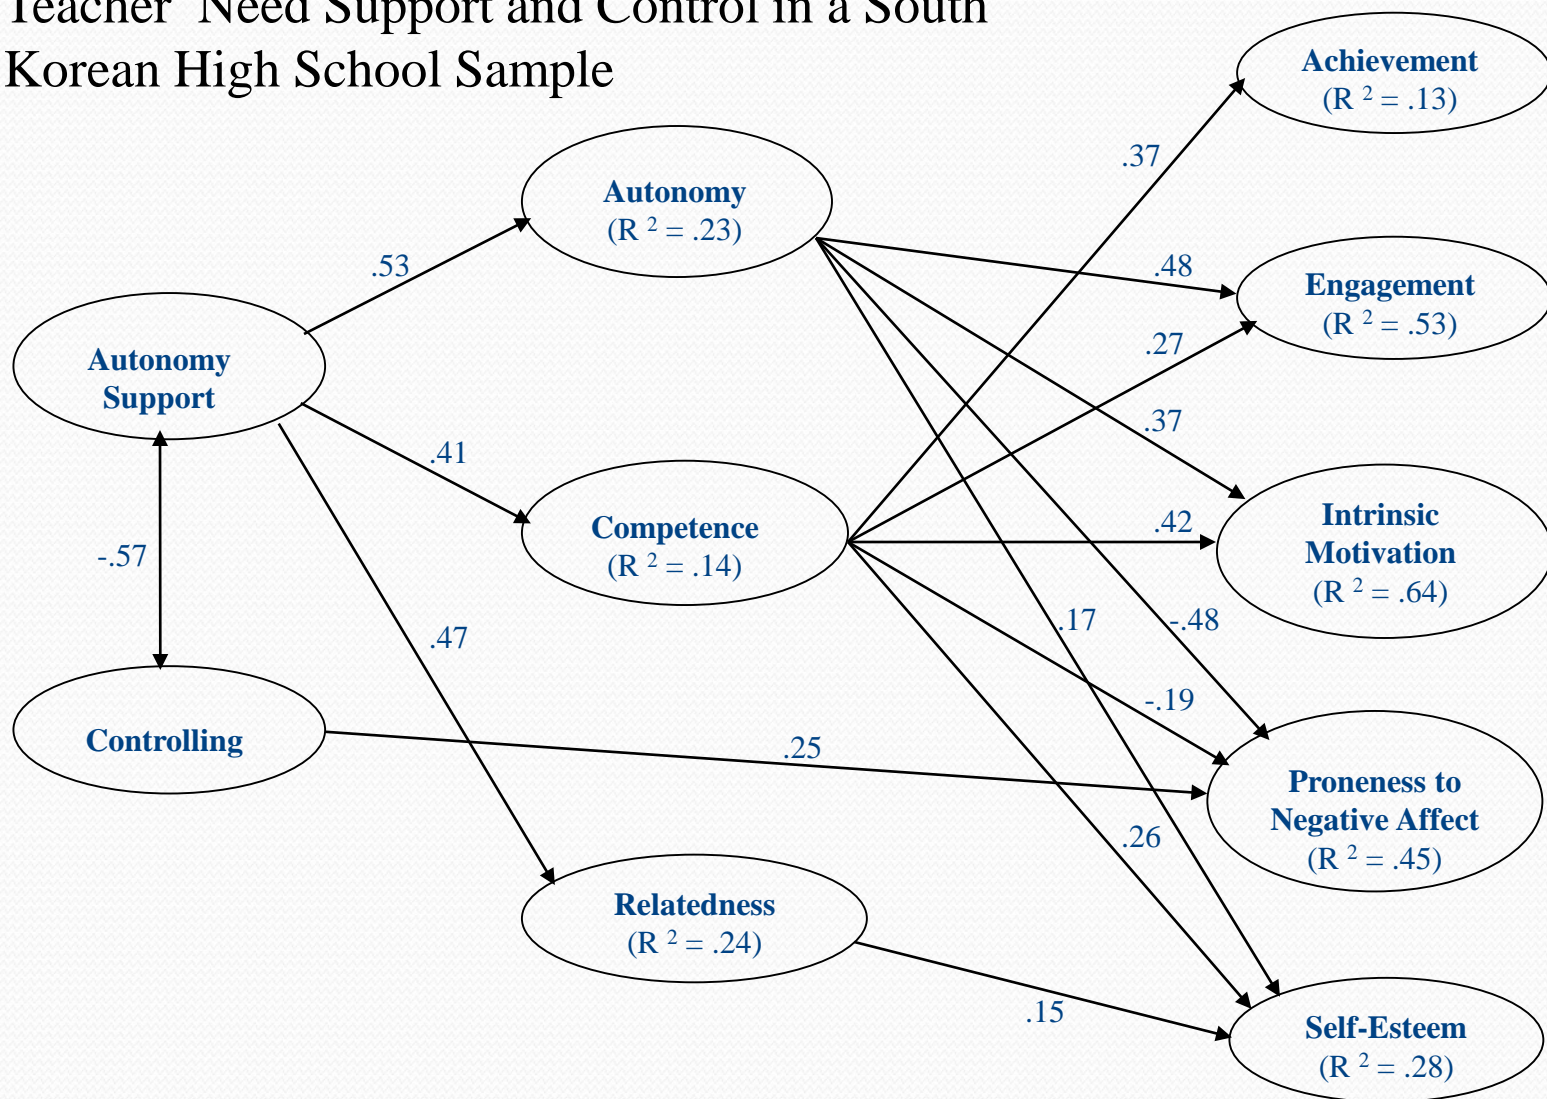 Teacher Need Support and Control in a South
Korean High School Sample
Achievement
(R ² = .13)
.37
Autonomy
(R ² = .23)
.53
.48
Engagement
(R ² = .53)
.27
Autonomy
Support
.37
.41
Competence
(R ² = .14)
.42
Intrinsic
Motivation
(R ² = .64)
-.57
.47
.17
-.48
-.19
Controlling
.25
Proneness to
Negative Affect
(R ² = .45)
.26
Relatedness
(R ² = .24)
.15
Self-Esteem
(R ² = .28)